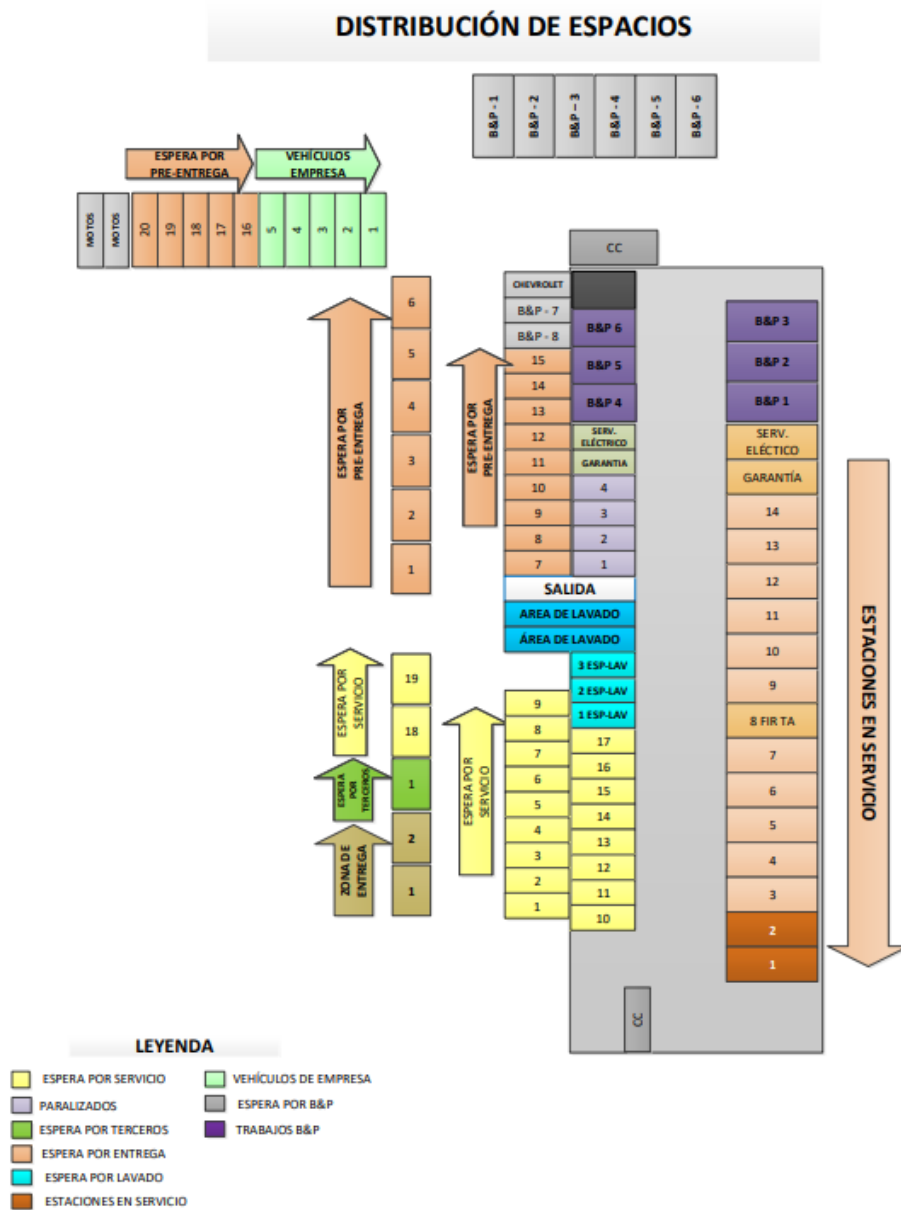 DISTRIBUCIÓN DE ESPACIOS
B&P - 1
B&P - 2
B&P – 3
B&P - 4
B&P - 5
B&P - 6
ESPERA POR
PRE-ENTREGA
VEHÍCULOS
EMPRESA
MOTOS
MOTOS
20
19
18
17
16
5
4
3
2
1
CC
6
5
4
3
2
1
ESPERA POR
PRE-ENTREGA
CHEVROLET
B&P - 7
B&P - 8
15
14
13
12
11
10
9
8
7
ESPERA POR
PRE-ENTREGA
B&P 6
B&P 5
B&P 4
SERV.
ELÉCTRICO
GARANTIA
4
3
2
1
SALIDA
AREA DE LAVADO
ÁREA DE LAVADO
3 ESP-LAV
2 ESP-LAV
1 ESP-LAV
B&P 3
B&P 2
B&P 1
SERV.
ELÉCTICO
GARANTÍA
14
13
12
11
10
9
8 FIR TA
7
6
5
4
3
2
1
ESTACIONES EN SERVICIO
ESPERA POR
SERVICIO
19
18
ESPERA
POR
TERCEROS
1
ZONA DE
ENTREGA
2
1
ESPERA POR
SERVICIO
9
8
7
6
5
4
3
2
1
17
16
15
14
13
12
11
10
CC
LEYENDA
ESPERA POR SERVICIO
PARALIZADOS
ESPERA POR TERCEROS
ESPERA POR ENTREGA
ESPERA POR LAVADO
ESTACIONES EN SERVICIO
VEHÍCULOS DE EMPRESA
ESPERA POR B&P
TRABAJOS B&P